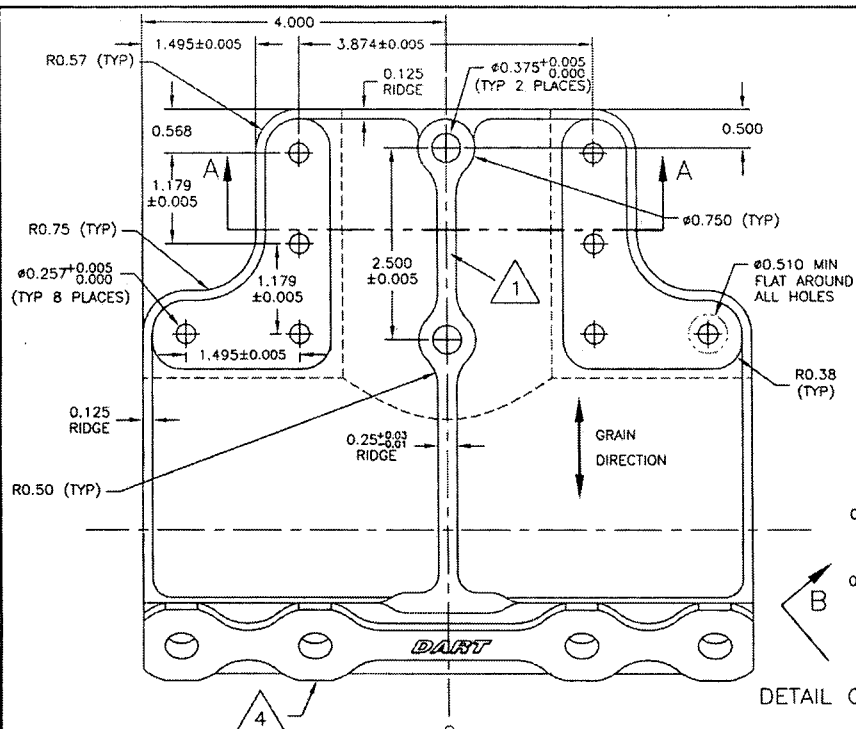 4.000
1.495±0.005
3.874±0.005
R0.57 (TYP)
0.125
RIDGE
ø0.375+0.005
0.000
(TYP 2 PLACES)
0.568
0.500
A
A
1.179
±0.005
R0.75 (TYP)
ø0.750 (TYP)
ø0.257+0.005
0.000
(TYP 8 PLACES)
1.179
±0.005
2.500
±0.005
1
ø0.510 MIN
FLAT AROUND
ALL HOLES
1.495±0.005
R0.38
(TYP)
0.125
RIDGE
0.25+0.03
-0.01
RIDGE
GRAIN
DIRECTION
R0.50 (TYP)
B
DART
DETAIL
4